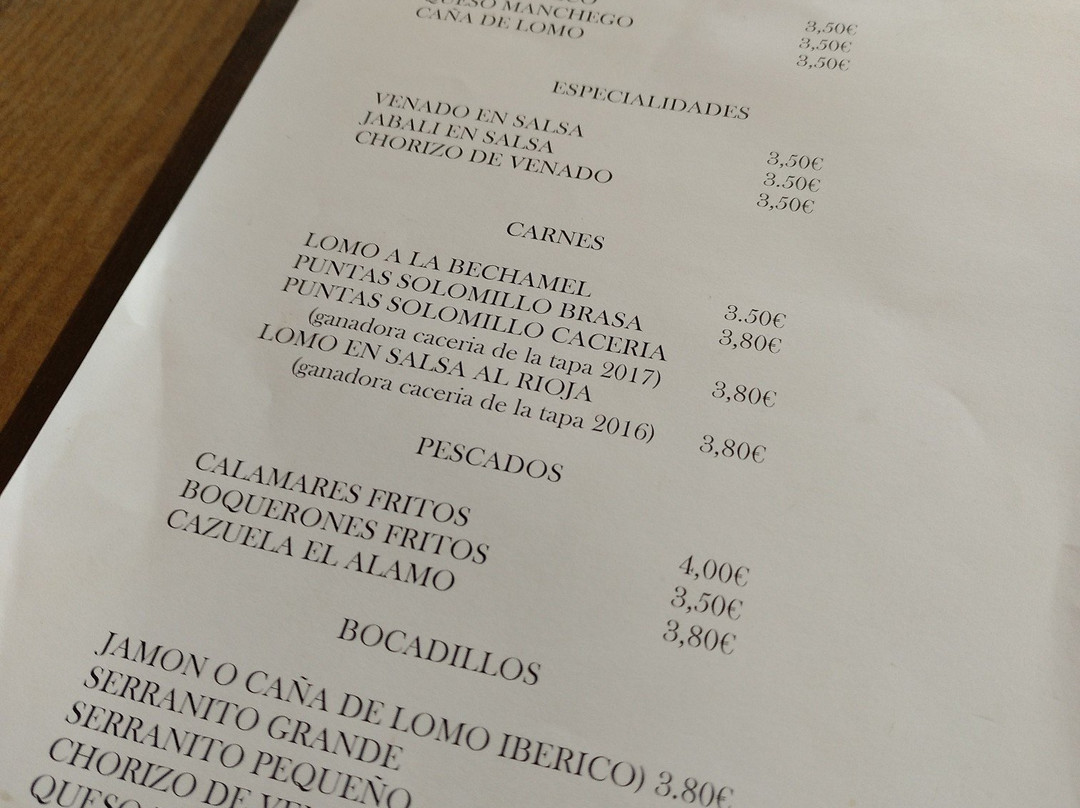 QUESO MANCHEGO 3,50€
CAÑA DE LOMO 3,50€
3,50€
ESPECIALIDADES
VENADO EN SALSA 3,50€
JABALI EN SALSA 3.50€
CHORIZO DE VENADO 3,50€
CARNES
LOMO A LA BECHAMEL 3.50€
PUNTAS SOLOMILLO BRASA 3,80€
PUNTAS SOLOMILLO CACERIA
(ganadora caceria de la tapa 2017) 3,80€
LOMO EN SALSA AL RIOJA
(ganadora caceria de la tapa 2016) 3,80€
PESCADOS
CALAMARES FRITOS 4,00€
BOQUERONES FRITOS 3,50€
CAZUELA EL ALAMO 3,80€
BOCADILLOS
JAMON O CAÑA DE LOMO IBERICO) 3.80€
SERRANITO GRANDE
SERRANITO PEQUEÑO
CHORIZO DE
QUESO